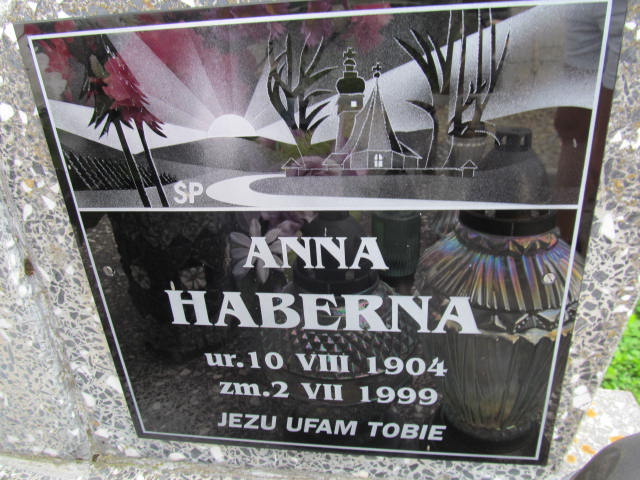 SP
ANNA
HABERNA
ur.10 VIII 1904
zm.2 VII 1999
JEZU UFAM TOBIE